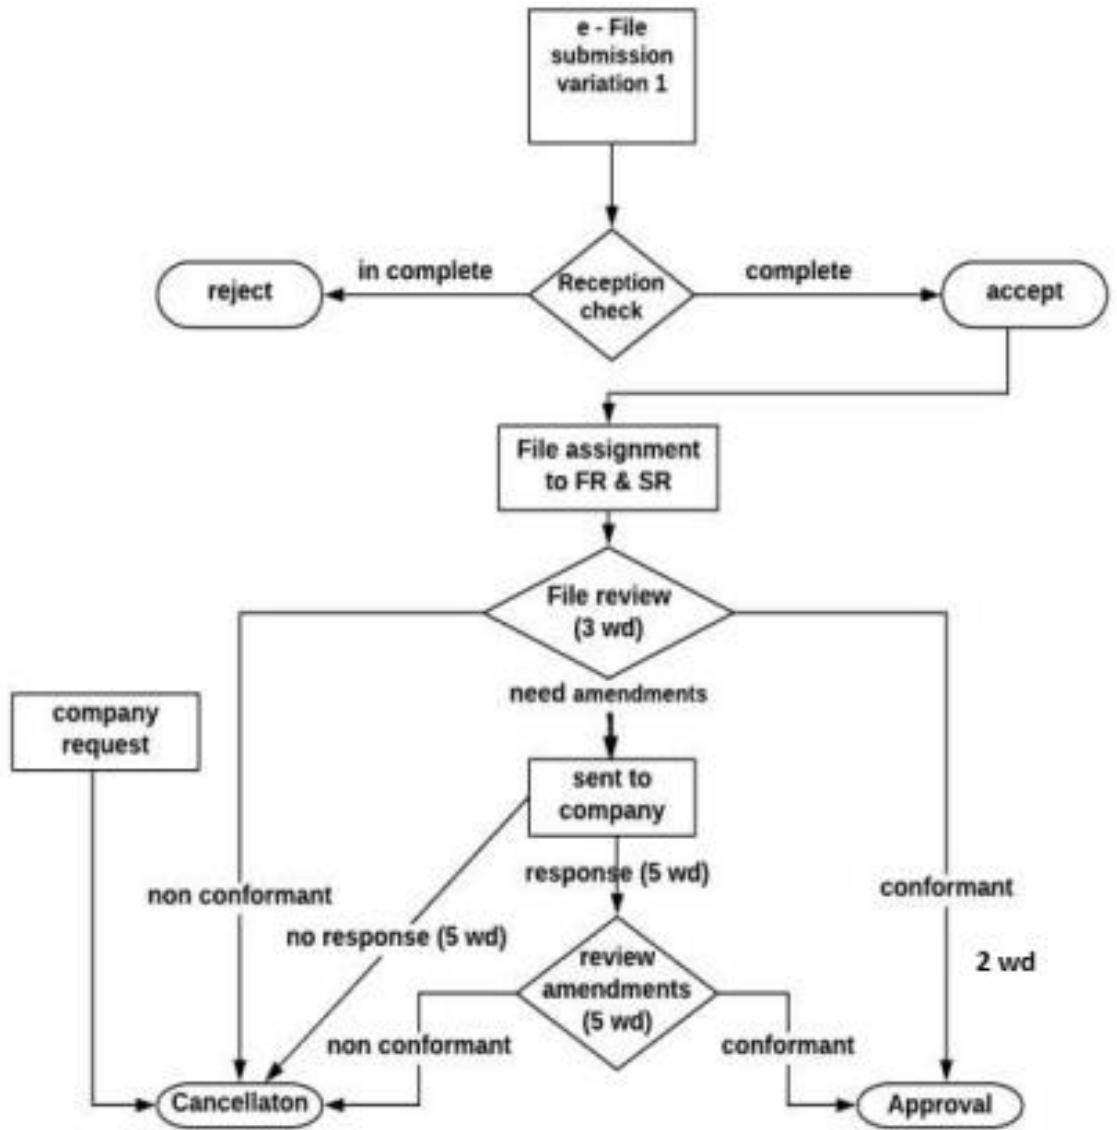 e - File
submission
variation 1
in complete
complete
reject
Reception
check
accept
File assignment
to FR & SR
File review
(3 wd)
need amendments
company
request
sent to
company
response (5 wd)
non conformant
conformant
no response (5 wd)
review
amendments
(5 wd)
2 wd
non conformant
conformant
Cancellaton
Approval